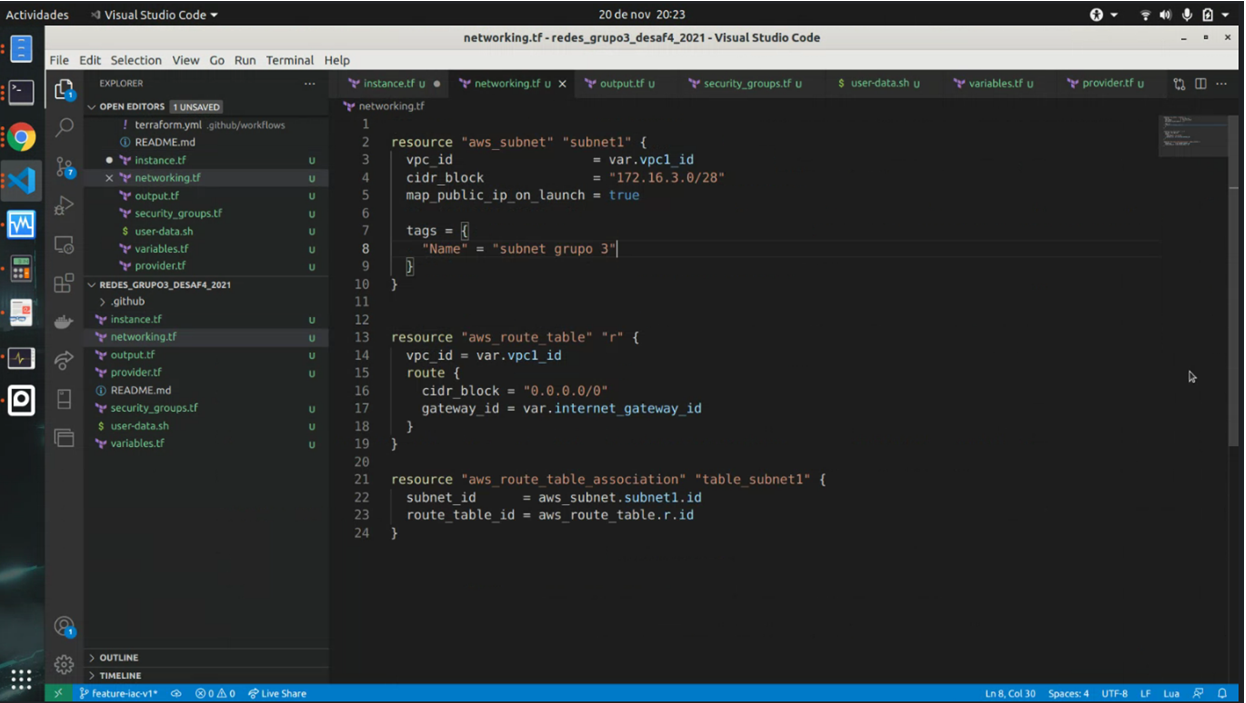 Actividades Visual Studio Code 20 de nov 20:23
networking.tf - redes_grupo3_desaf4_2021 - Visual Studio Code
File Edit Selection View Go Run Terminal Help
EXPLORER ...
instance.tf U networking.tf U output.tf U security_groups.tf U user-data.sh U variables.tf U provider.tf U
OPEN EDITORS 1 UNSAVED
terraform.yml .github/workflows
README.md
instance.tf U
networking.tf U
output.tf U
security_groups.tf U
$ user-data.sh U
variables.tf U
provider.tf U
REDES_GRUPO3_DESAF4_2021
.github
instance.tf U
networking.tf U
output.tf U
provider.tf U
README.md
security_groups.tf U
$ user-data.sh U
variables.tf U
OUTLINE
TIMELINE
networking.tf
1
2 resource "aws_subnet" "subnet1" {
3 vpc_id = var.vpc1_id
4 cidr_block = "172.16.3.0/28"
5 map_public_ip_on_launch = true
6
7 tags = {
8 "Name" = "subnet grupo 3"
9 }
10 }
11
12
13 resource "aws_route_table" "r" {
14 vpc_id = var.vpc1_id
15 route {
16 cidr_block = "0.0.0.0/0"
17 gateway_id = var.internet_gateway_id
18 }
19 }
20
21 resource "aws_route_table_association" "table_subnet1" {
22 subnet_id = aws_subnet.subnet1.id
23 route_table_id = aws_route_table.r.id
24 }
feature-iac-v1* 0 0 Live Share Ln 8, Col 30 Spaces: 4 UTF-8 LF Lua